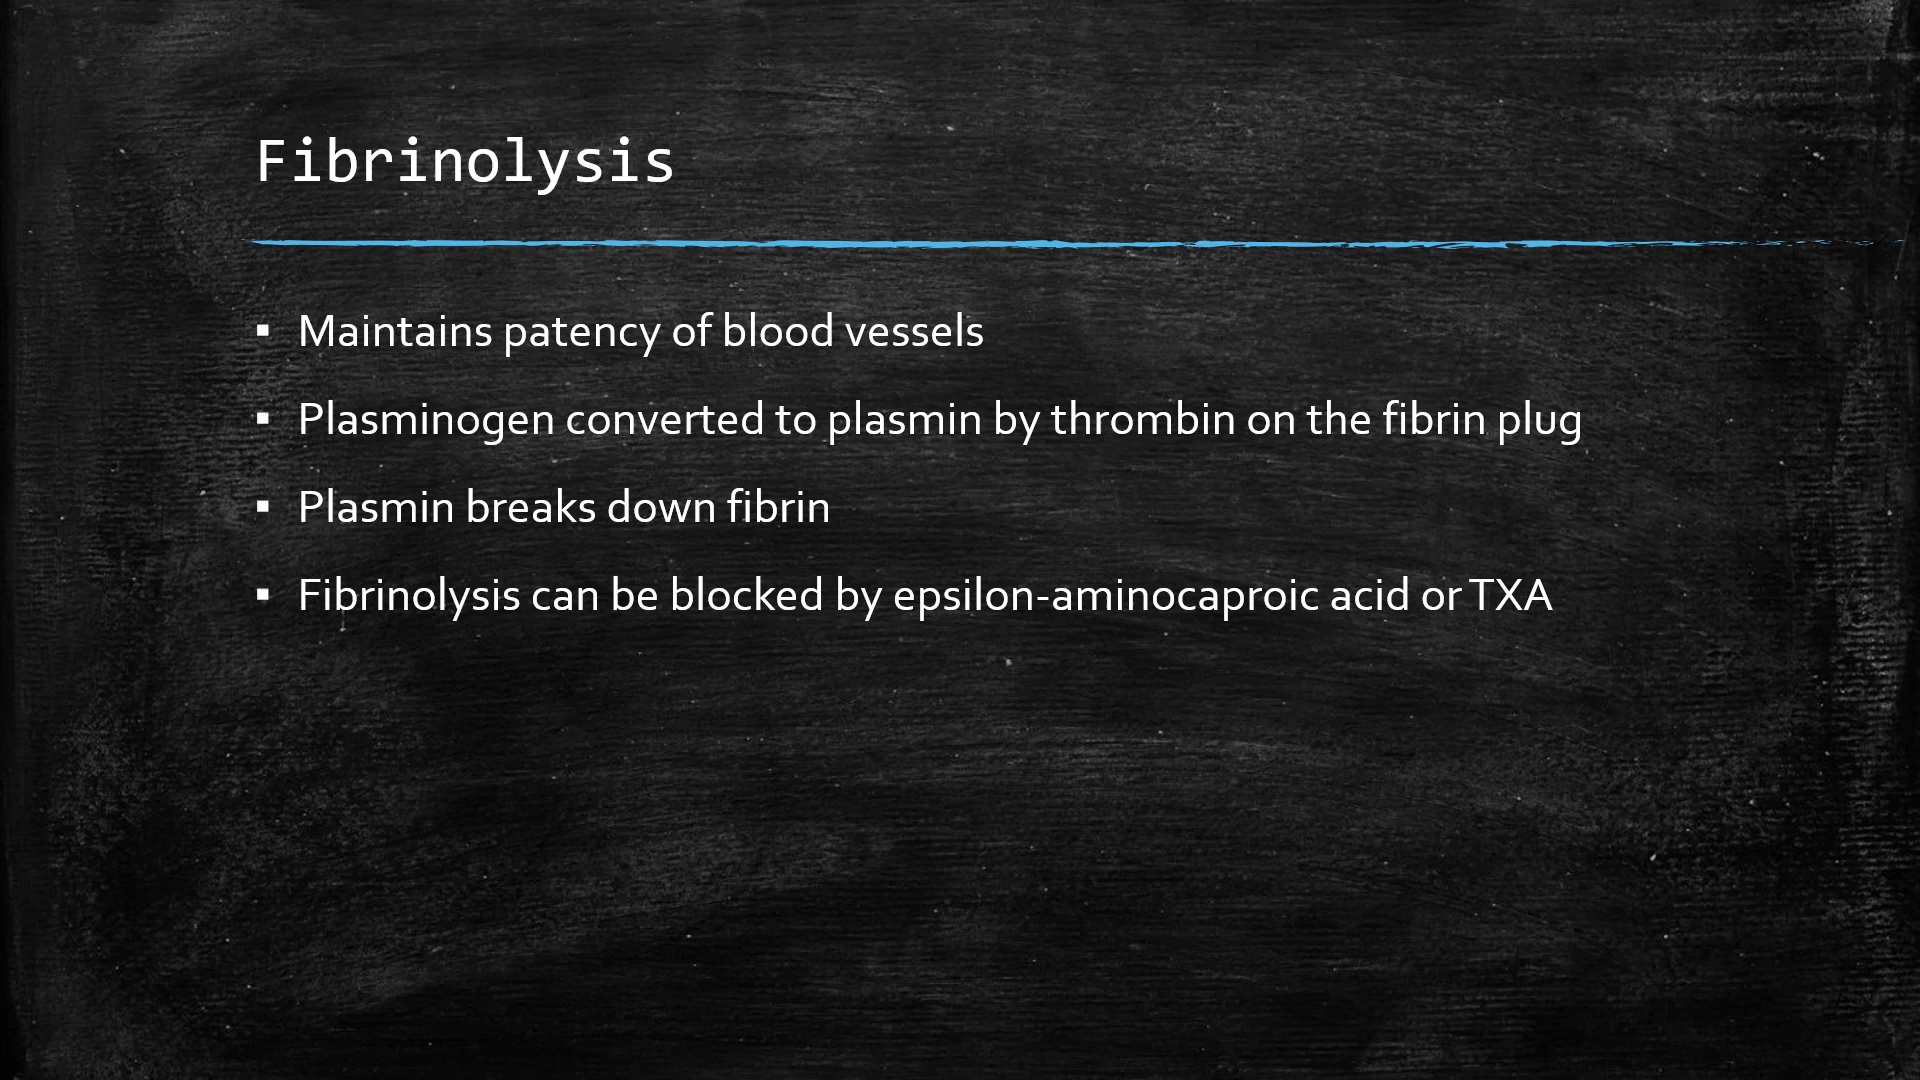 Fibrinolysis
▪ Maintains patency of blood vessels
▪ Plasminogen converted to plasmin by thrombin on the fibrin plug
▪ Plasmin breaks down fibrin
▪ Fibrinolysis can be blocked by epsilon-aminocaproic acid or TXA